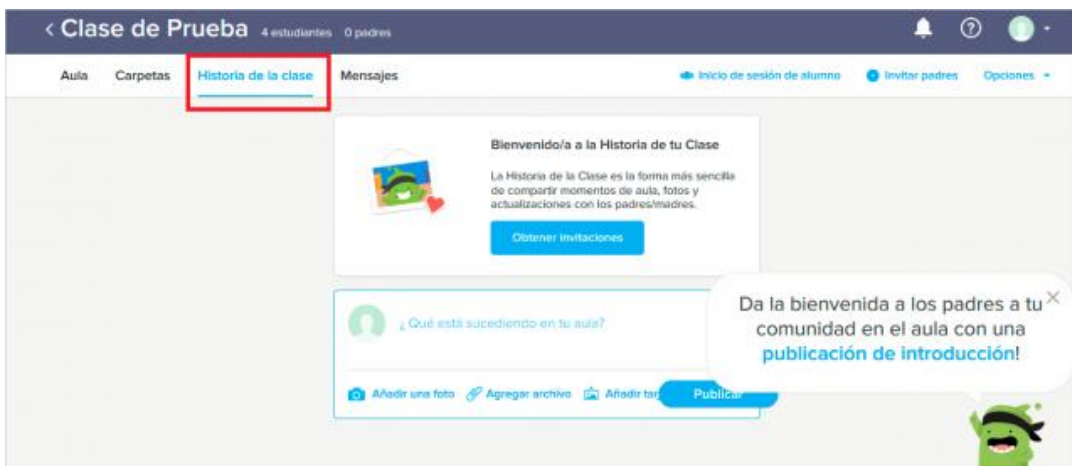 < Clase de Prueba 4 estudiantes 0 padres
Aula Carpetas Historia de la clase Mensajes Inicio de sesión de alumno Invitar padres Opciones
Bienvenido/a a la Historia de tu Clase
La Historia de la Clase es la forma más sencilla
de compartir momentos de aula, fotos y
actualizaciones con los padres/madres.
Obtener invitaciones
¿Qué está sucediendo en tu aula?
Añadir una foto Agregar archivo Añadir tar Publicar
Da la bienvenida a los padres a tu
comunidad en el aula con una
publicación de introducción!